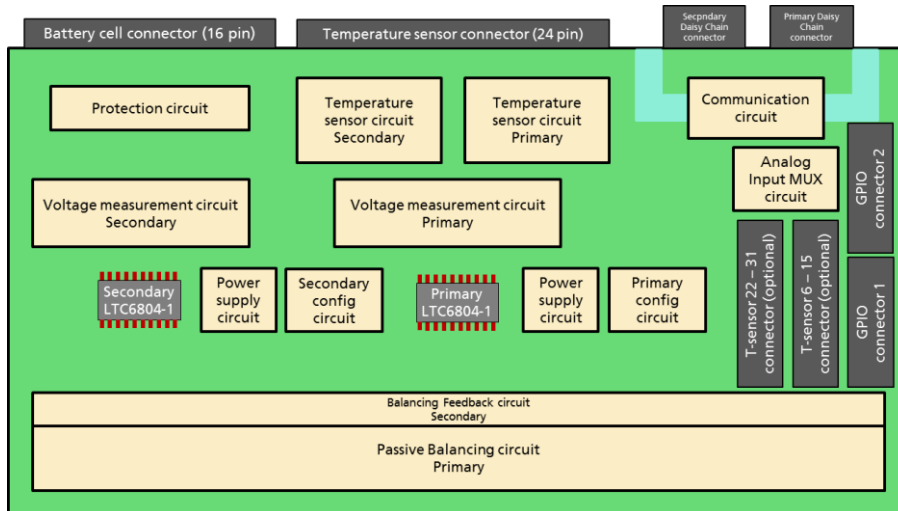 Battery cell connector (16 pin)
Temperature sensor connector (24 pin)
Secpndary
Daisy Chain
connector
Primary Daisy
Chain
connector
Protection circuit
Temperature
sensor circuit
Secondary
Temperature
sensor circuit
Primary
Communication
circuit
Analog
Input MUX
circuit
GPIO
connector 2
Voltage measurement circuit
Secondary
Voltage measurement circuit
Primary
Secondary
LTC6804-1
Power
supply
circuit
Secondary
config
circuit
Primary
LTC6804-1
Power
supply
circuit
Primary
config
circuit
T-sensor 22 – 31
connector (optional)
T-sensor 6 – 15
connector (optional)
GPIO
connector 1
Balancing Feedback circuit
Secondary
Passive Balancing circuit
Primary